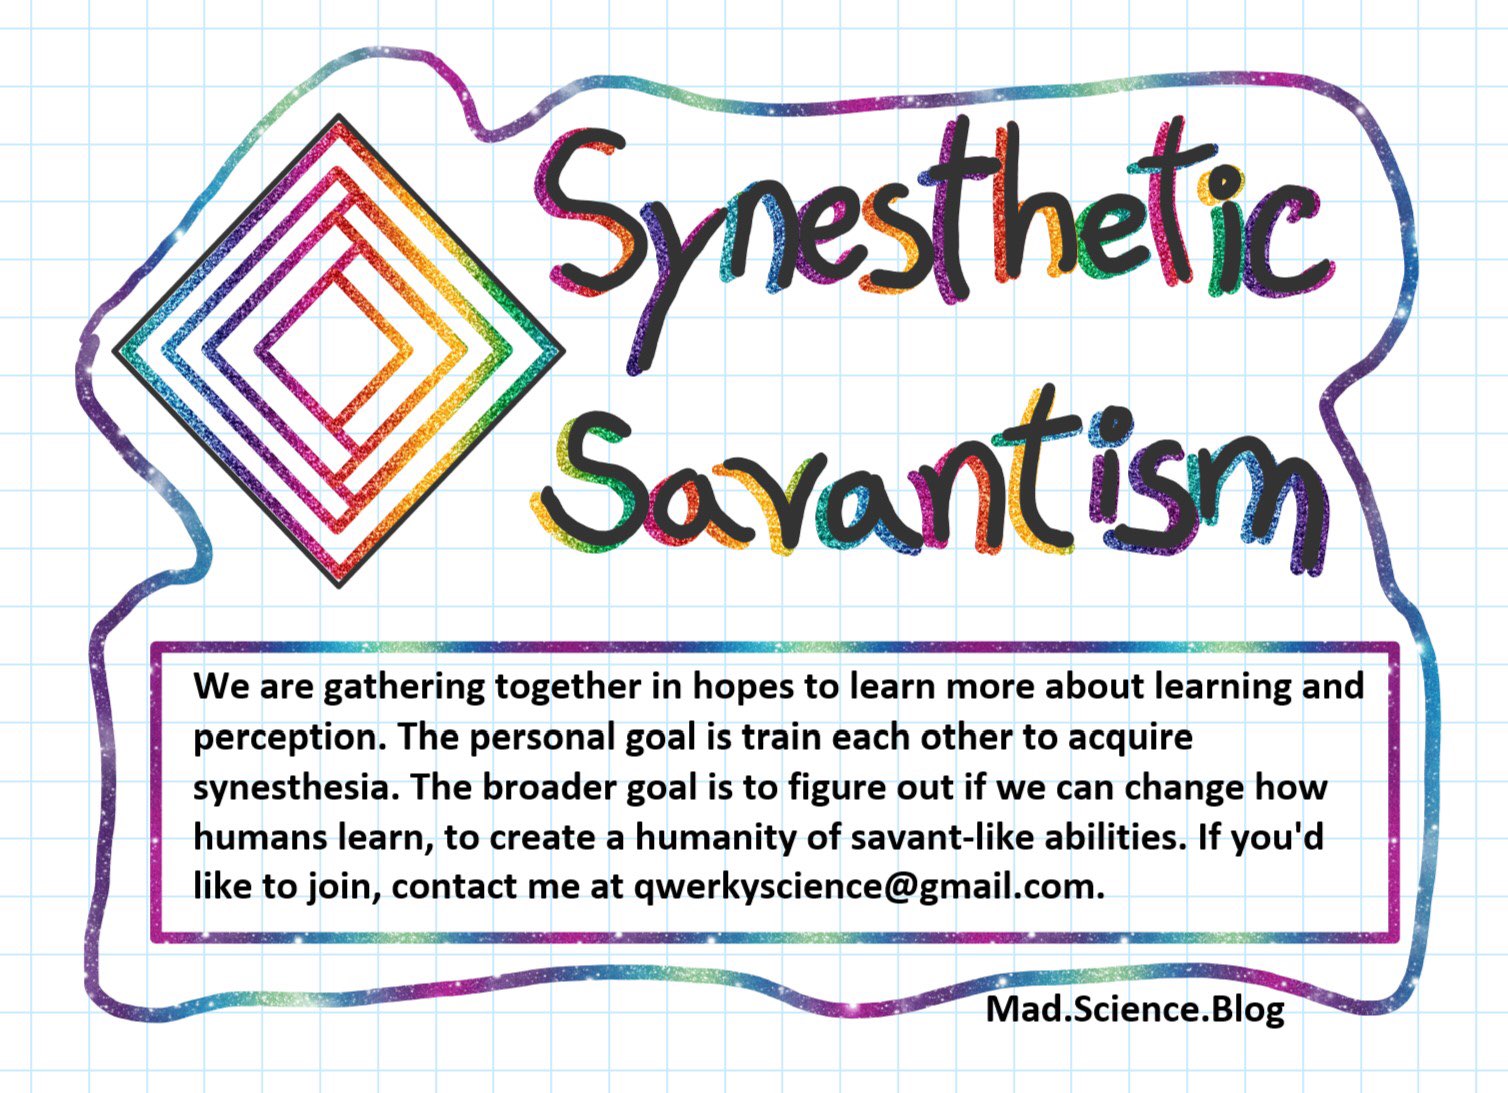 Synesthetic
Savantism
We are gathering together in hopes to learn more about learning and
perception. The personal goal is train each other to acquire
synesthesia. The broader goal is to figure out if we can change how
humans learn, to create a humanity of savant-like abilities. If you'd
like to join, contact me at qwerkyscience@gmail.com.
Mad.Science.Blog